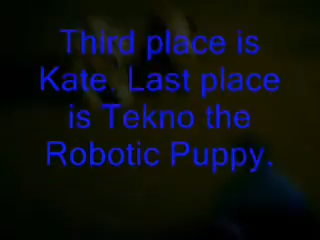 Third place is
Kate. Last place
is Tekno the
Robotic Puppy.